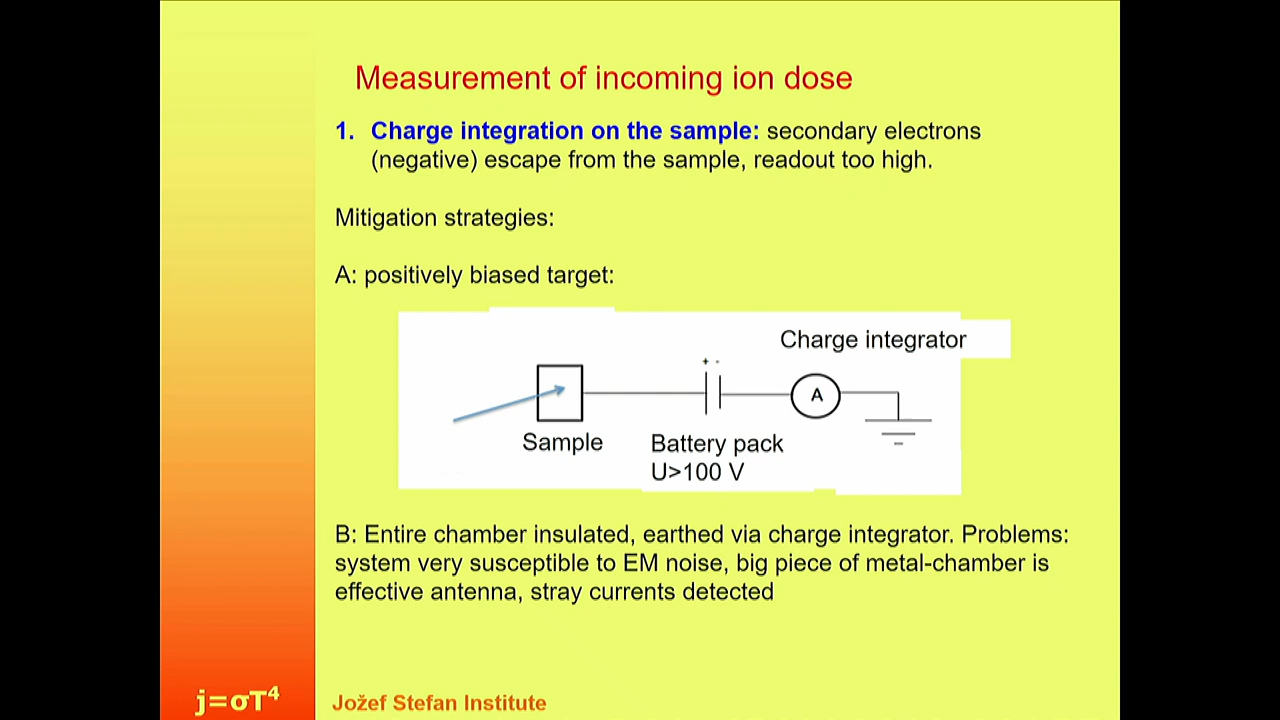 Measurement of incoming ion dose
1. Charge integration on the sample: secondary electrons
(negative) escape from the sample, readout too high.
Mitigation strategies:
A: positively biased target:
Charge integrator
+ -
A
Sample
Battery pack
U>100 V
B: Entire chamber insulated, earthed via charge integrator. Problems:
system very susceptible to EM noise, big piece of metal-chamber is
effective antenna, stray currents detected
j=σT⁴
Jožef Stefan Institute